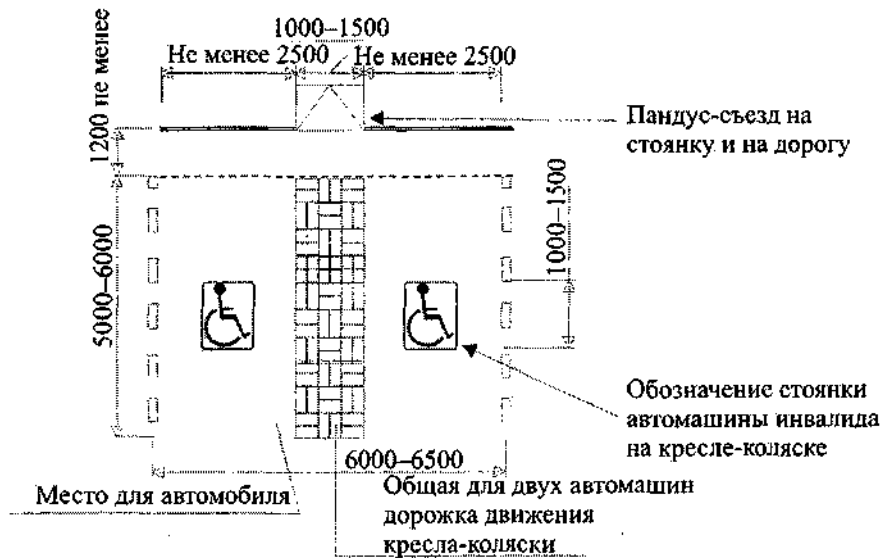 1000–1500
Не менее 2500
Не менее 2500
1200 не менее
Пандус-съезд на
стоянку и на дорогу
5000–6000
1000–1500
Обозначение стоянки
автомашины инвалида
на кресле-коляске
6000–6500
Место для автомобиля
Общая для двух автомашин
дорожка движения
кресла-коляски